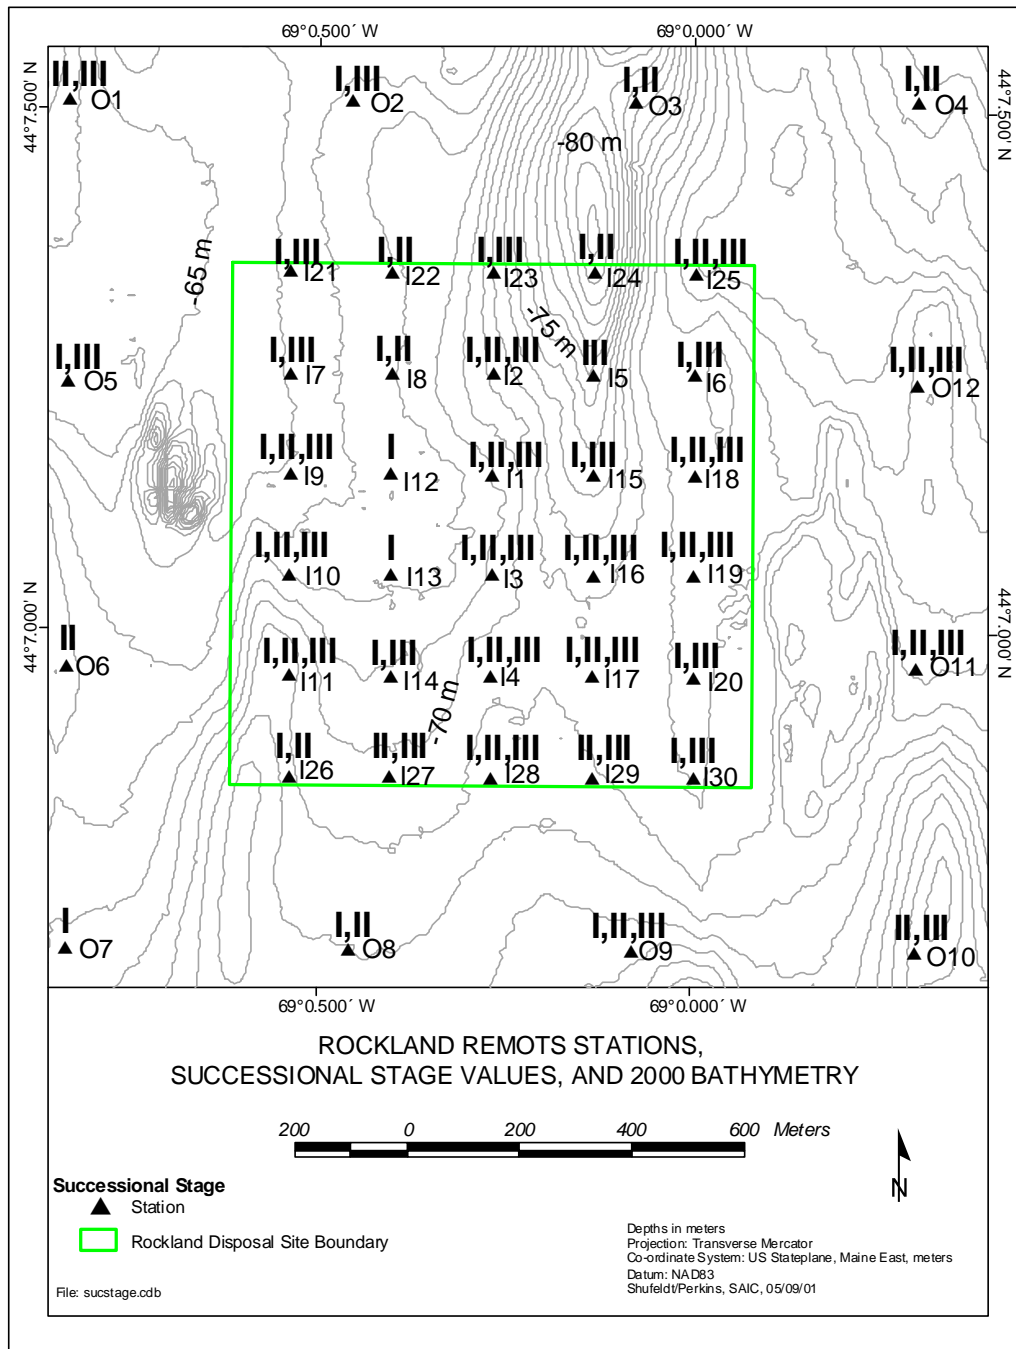 69°0.500´ W 69°0.000´ W
44°7.500´ N
44°7.500´ N
II,III
O1
I,III
O2
I,II
O3
I,II
O4
-80 m
-65 m
I,III
I21
I,II
I22
I,III
I23
I,II
I24
I,II,III
I25
-75 m
I,III
O5
I,III
I7
I,II
I8
I,II,III
I2
III
I5
I,III
I6
I,II,III
O12
I,II,III
I9
I
I12
I,II,III
I1
I,III
I15
I,II,III
I18
I,II,III
I10
I
I13
I,II,III
I3
I,II,III
I16
I,II,III
I19
44°7.000´ N
44°7.000´ N
II
O6
I,II,III
I11
I,III
I14
I,II,III
I4
I,II,III
I17
I,III
I20
I,II,III
O11
-70 m
I,II
I26
II,III
I27
I,II,III
I28
II,III
I29
I,III
I30
I
O7
I,II
O8
I,II,III
O9
II,III
O10
69°0.500´ W 69°0.000´ W
ROCKLAND REMOTS STATIONS,
SUCCESSIONAL STAGE VALUES, AND 2000 BATHYMETRY
200 0 200 400 600 Meters
N
Successional Stage
Station
Rockland Disposal Site Boundary
Depths in meters
Projection: Transverse Mercator
Co-ordinate System: US Stateplane, Maine East, meters
Datum: NAD83
Shufeldt/Perkins, SAIC, 05/09/01
File: sucstage.cdb